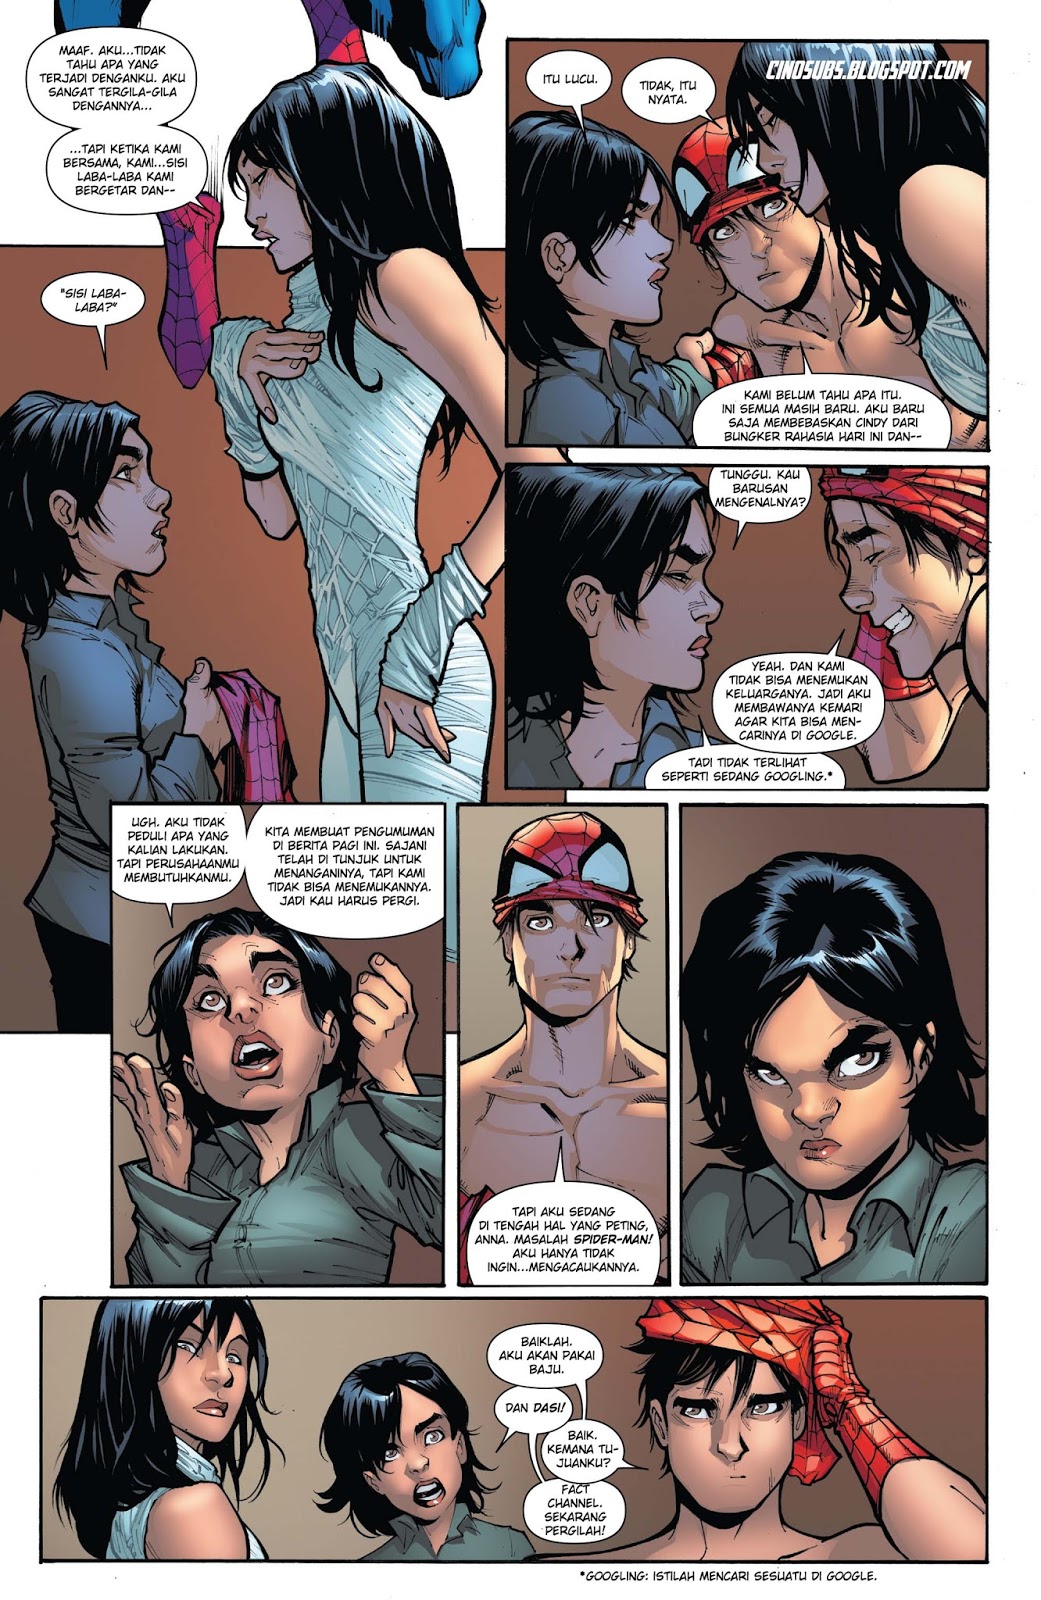 MAAF. AKU...TIDAK
TAHU APA YANG
TERJADI DENGANKU. AKU
SANGAT TERGILA-GILA
DENGANNYA...
...TAPI KETIKA KAMI
BERSAMA, KAMI...SISI
LABA-LABA KAMI
BERGETAR DAN--
"SISI LABA-
LABA?"
CINOSUBS.BLOGSPOT.COM
ITU LUCU.
TIDAK, ITU
NYATA.
KAMI BELUM TAHU APA ITU.
INI SEMUA MASIH BARU. AKU BARU
SAJA MEMBEBASKAN CINDY DARI
BUNGKER RAHASIA HARI INI DAN--
TUNGGU. KAU
BARUSAN
MENGENALNYA?
YEAH. DAN KAMI
TIDAK BISA MENEMUKAN
KELUARGANYA. JADI AKU
MEMBAWANYA KEMARI
AGAR KITA BISA MEN-
CARINYA DI GOOGLE.
TADI TIDAK TERLIHAT
SEPERTI SEDANG GOOGLING.*
UGH. AKU TIDAK
PEDULI APA YANG
KALIAN LAKUKAN.
TAPI PERUSAHAANMU
MEMBUTUHKANMU.
KITA MEMBUAT PENGUMUMAN
DI BERITA PAGI INI. SAJANI
TELAH DI TUNJUK UNTUK
MENANGANINYA, TAPI KAMI
TIDAK BISA MENEMUKANNYA.
JADI KAU HARUS PERGI.
TAPI AKU SEDANG
DI TENGAH HAL YANG PETING,
ANNA. MASALAH SPIDER-MAN!
AKU HANYA TIDAK
INGIN...MENGACAUKANNYA.
BAIKLAH.
AKU AKAN PAKAI
BAJU.
DAN DASI!
BAIK.
KEMANA TU-
JUANKU?
FACT
CHANNEL.
SEKARANG
PERGILAH!
*GOOGLING: ISTILAH MENCARI SESUATU DI GOOGLE.